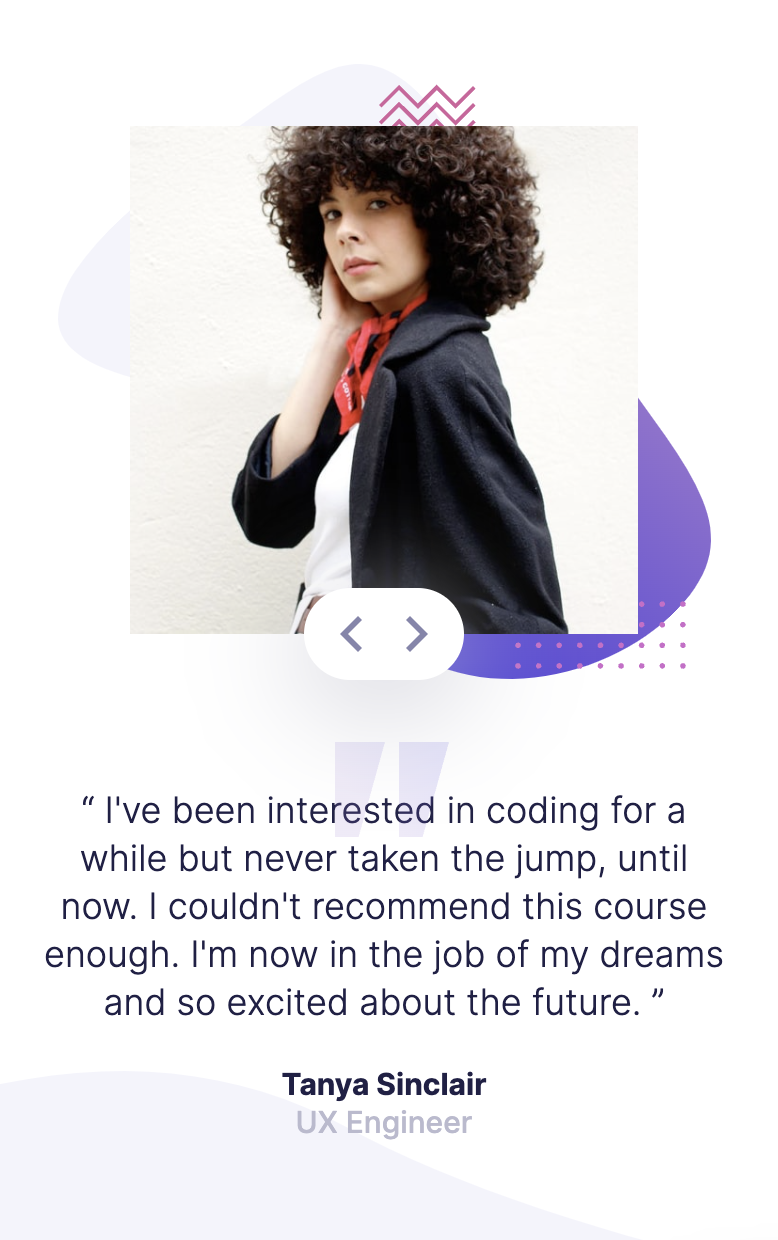 “ I've been interested in coding for a
while but never taken the jump, until
now. I couldn't recommend this course
enough. I'm now in the job of my dreams
and so excited about the future. ”
Tanya Sinclair
UX Engineer